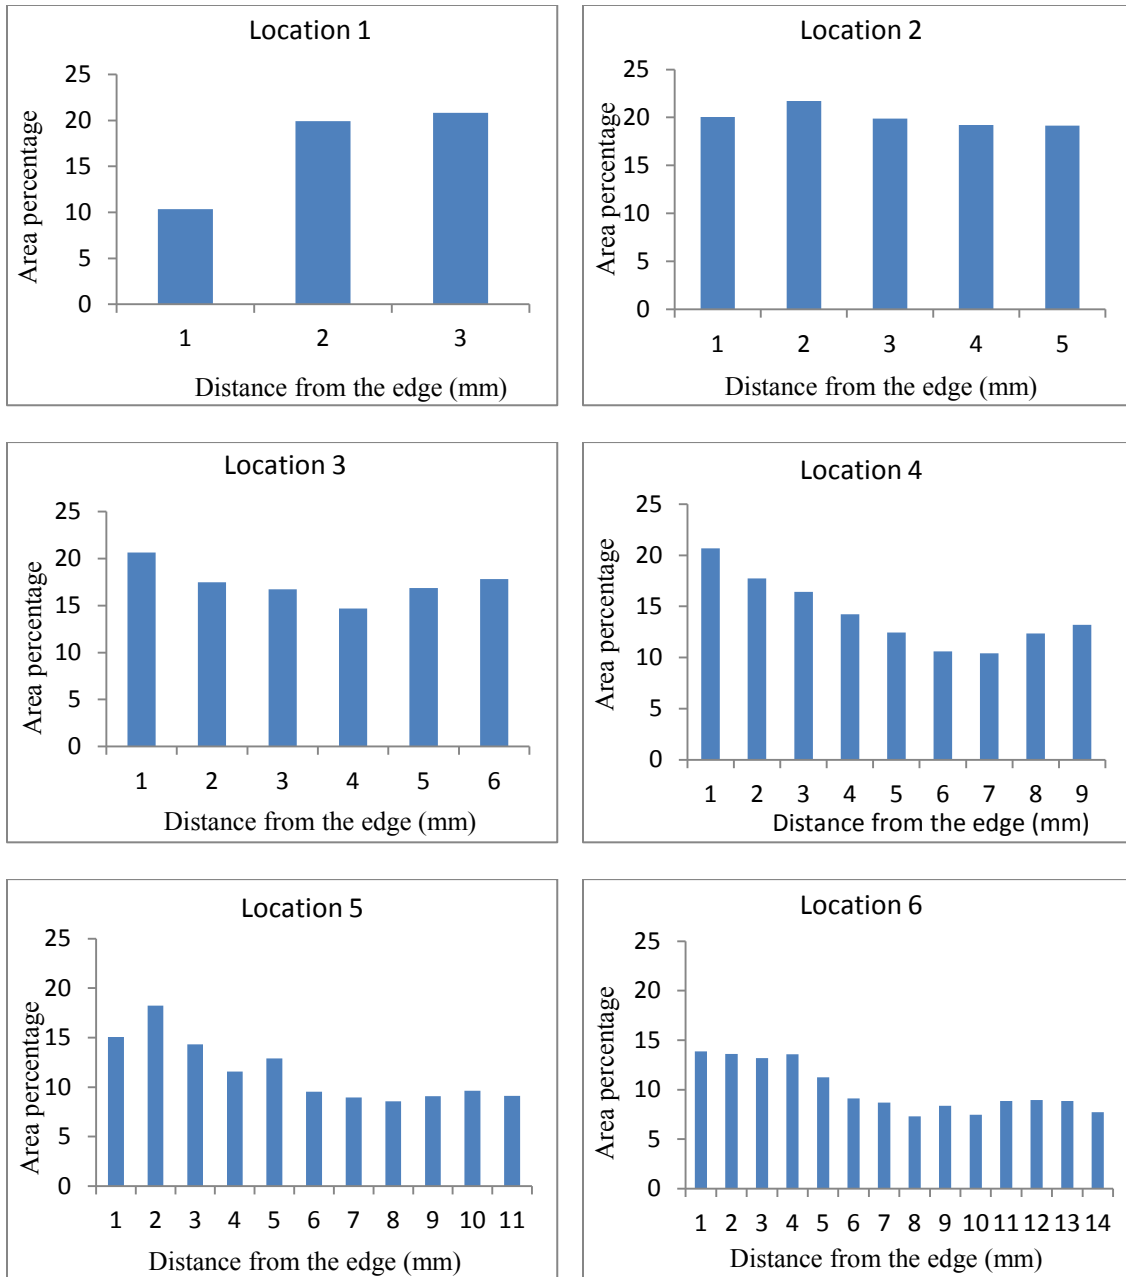 Location 1
Area percentage
25
20
15
10
5
0
1 2 3
Distance from the edge (mm)
Location 2
Area percentage
25
20
15
10
5
0
1 2 3 4 5
Distance from the edge (mm)
Location 3
Area percentage
25
20
15
10
5
0
1 2 3 4 5 6
Distance from the edge (mm)
Location 4
Area percentage
25
20
15
10
5
0
1 2 3 4 5 6 7 8 9
Distance from the edge (mm)
Location 5
Area percentage
25
20
15
10
5
0
1 2 3 4 5 6 7 8 9 10 11
Distance from the edge (mm)
Location 6
Area percentage
25
20
15
10
5
0
1 2 3 4 5 6 7 8 9 10 11 12 13 14
Distance from the edge (mm)